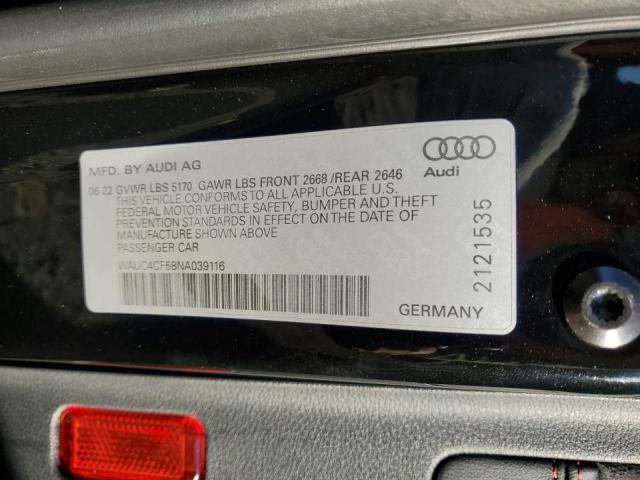 MFD. BY AUDI AG
Audi
06 22 GVWR LBS 5170 GAWR LBS FRONT 2668 /REAR 2646
THIS VEHICLE CONFORMS TO ALL APPLICABLE U.S.
FEDERAL MOTOR VEHICLE SAFETY, BUMPER AND THEFT
PREVENTION STANDARDS IN EFFECT ON THE DATE OF
MANUFACTURE SHOWN ABOVE
PASSENGER CAR
WAUC4CF58NA039116
GERMANY
2121535